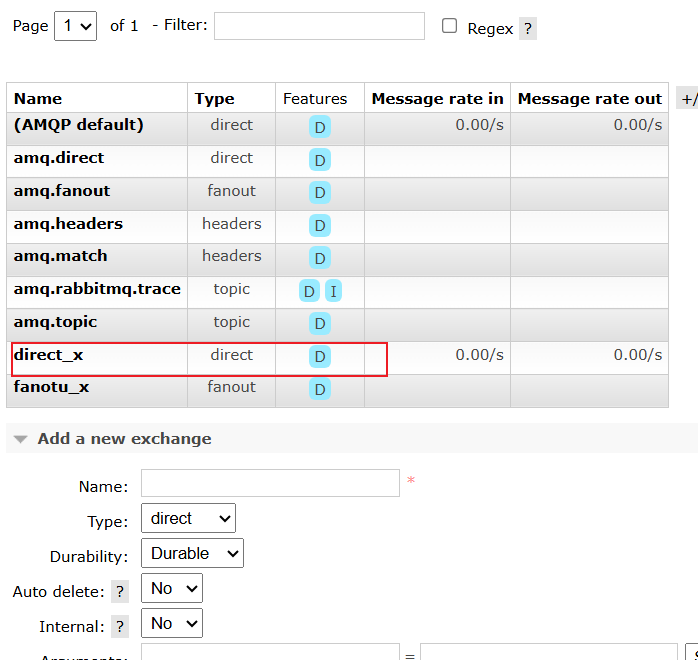 Page 1 of 1 - Filter: Regex ?
Name Type Features Message rate in Message rate out +/
(AMQP default) direct D 0.00/s 0.00/s
amq.direct direct D
amq.fanout fanout D
amq.headers headers D
amq.match headers D
amq.rabbitmq.trace topic D I
amq.topic topic D
direct_x direct D 0.00/s 0.00/s
fanotu_x fanout D
Add a new exchange
Name: *
Type: direct
Durability: Durable
Auto delete: ? No
Internal: ? No
Arguments: =